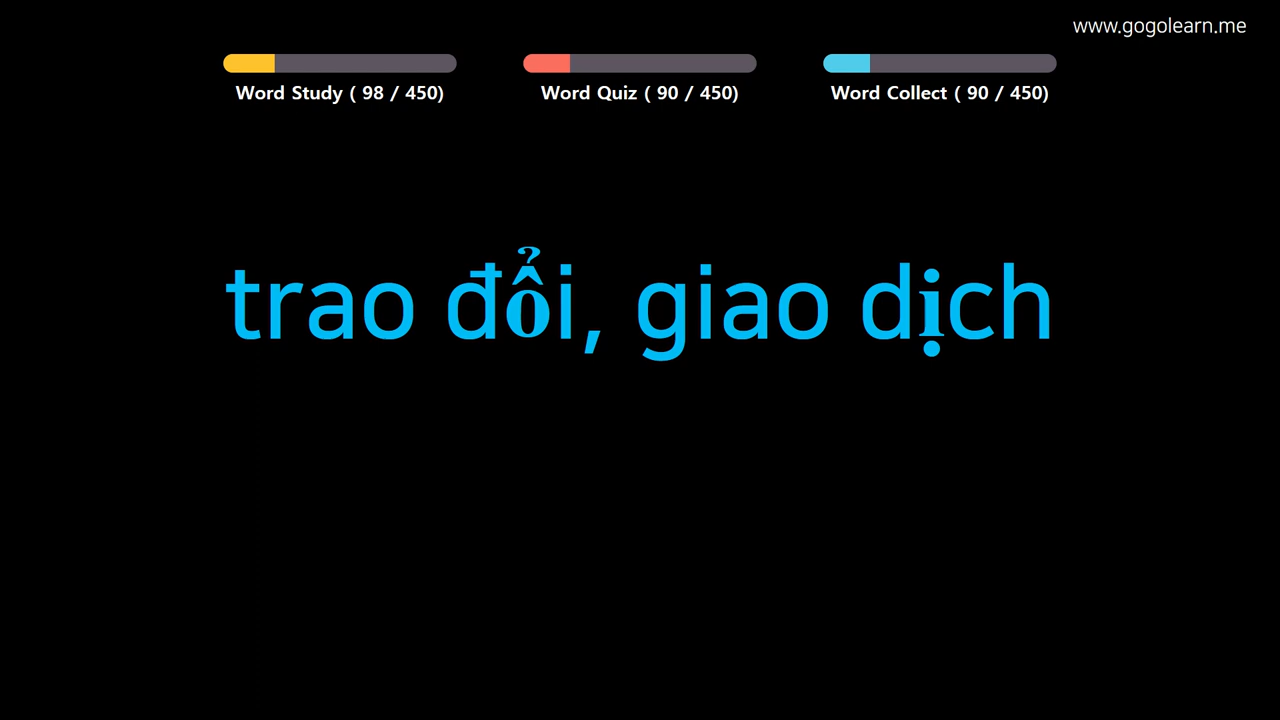 www.gogolearn.me
Word Study ( 98 / 450)
Word Quiz ( 90 / 450)
Word Collect ( 90 / 450)
trao đổi, giao dịch